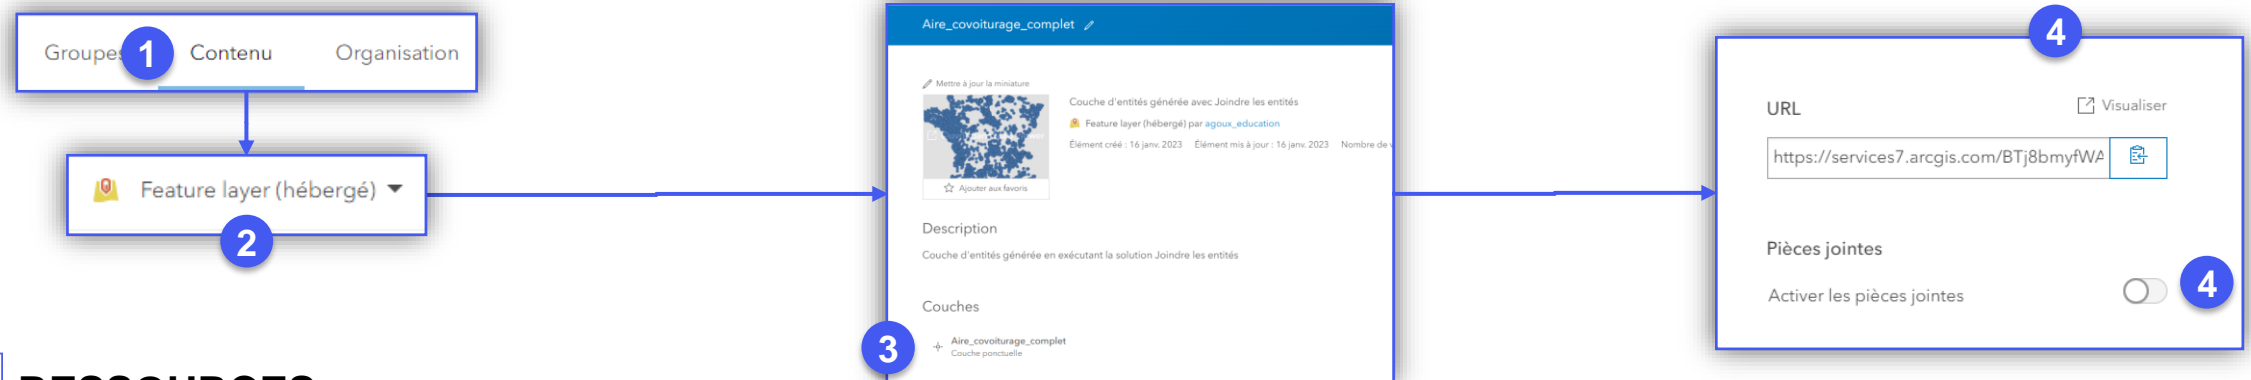 Groupes
1
Contenu
Organisation
Feature layer (hébergé)
2
Aire_covoiturage_complet
Mettre à jour la miniature
Couche d'entités générée avec Joindre les entités
Feature layer (hébergé) par agoux_education
Élément créé : 16 janv. 2023 Élément mis à jour : 16 janv. 2023 Nombre de
Ajouter aux favoris
Description
Couche d'entités générée en exécutant la solution Joindre les entités
Couches
3
Aire_covoiturage_complet
Couche ponctuelle
4
URL
Visualiser
https://services7.arcgis.com/BTj8bmyfWA
Pièces jointes
Activer les pièces jointes
4
RESSOURCES